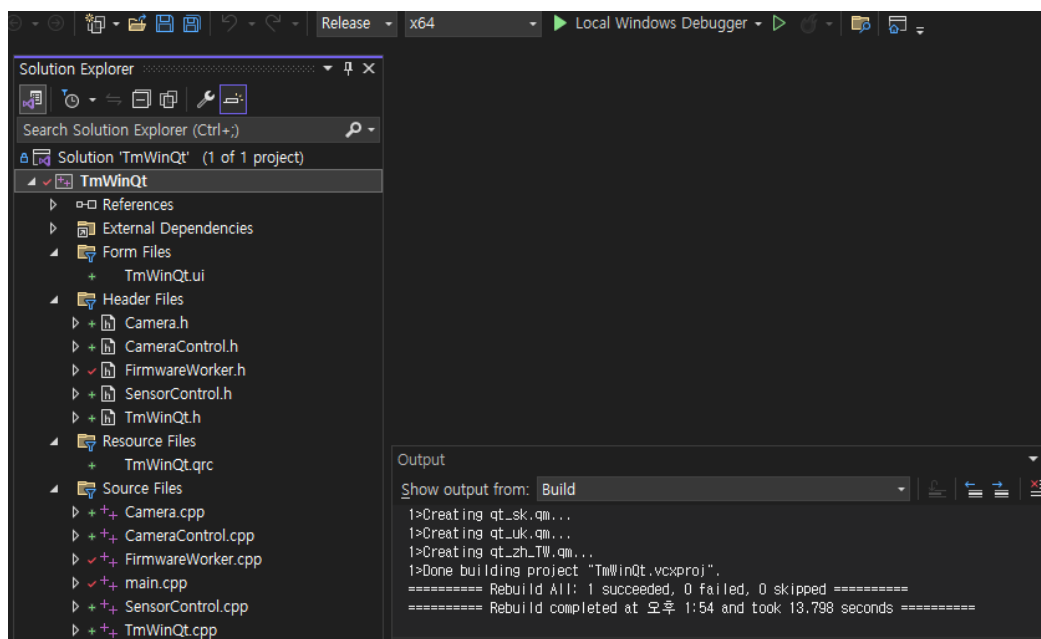 Release x64 Local Windows Debugger
Solution Explorer
Search Solution Explorer (Ctrl+;)
Solution 'TmWinQt' (1 of 1 project)
TmWinQt
References
External Dependencies
Form Files
TmWinQt.ui
Header Files
Camera.h
CameraControl.h
FirmwareWorker.h
SensorControl.h
TmWinQt.h
Resource Files
TmWinQt.qrc
Source Files
Camera.cpp
CameraControl.cpp
FirmwareWorker.cpp
main.cpp
SensorControl.cpp
TmWinQt.cpp
Output
Show output from: Build
1>Creating qt_sk.qm...
1>Creating qt_uk.qm...
1>Creating qt_zh_TW.qm...
1>Done building project "TmWinQt.vcxproj".
========== Rebuild All: 1 succeeded, 0 failed, 0 skipped ==========
========== Rebuild completed at 오후 1:54 and took 13.798 seconds ==========